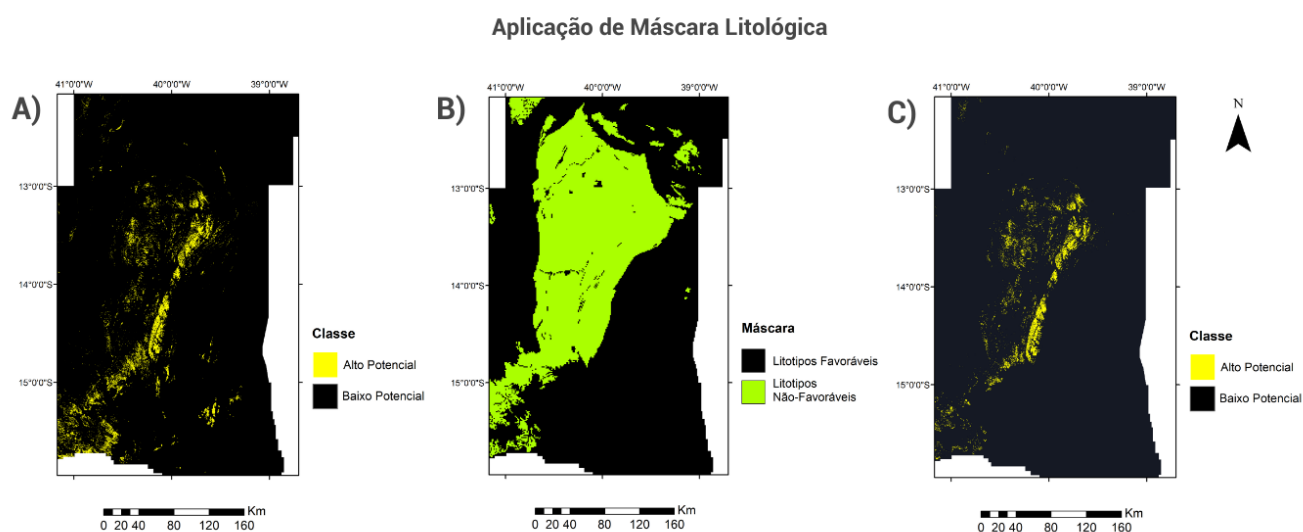 Aplicação de Máscara Litológica
A)
41°0'0"W 40°0'0"W 39°0'0"W
13°0'0"S
14°0'0"S
15°0'0"S
Classe
Alto Potencial
Baixo Potencial
0 20 40 80 120 160 Km
B)
41°0'0"W 40°0'0"W 39°0'0"W
13°0'0"S
14°0'0"S
15°0'0"S
Máscara
Litotipos Favoráveis
Litotipos
Não-Favoráveis
0 20 40 80 120 160 Km
C)
41°0'0"W 40°0'0"W 39°0'0"W
13°0'0"S
14°0'0"S
15°0'0"S
N
Classe
Alto Potencial
Baixo Potencial
0 20 40 80 120 160 Km